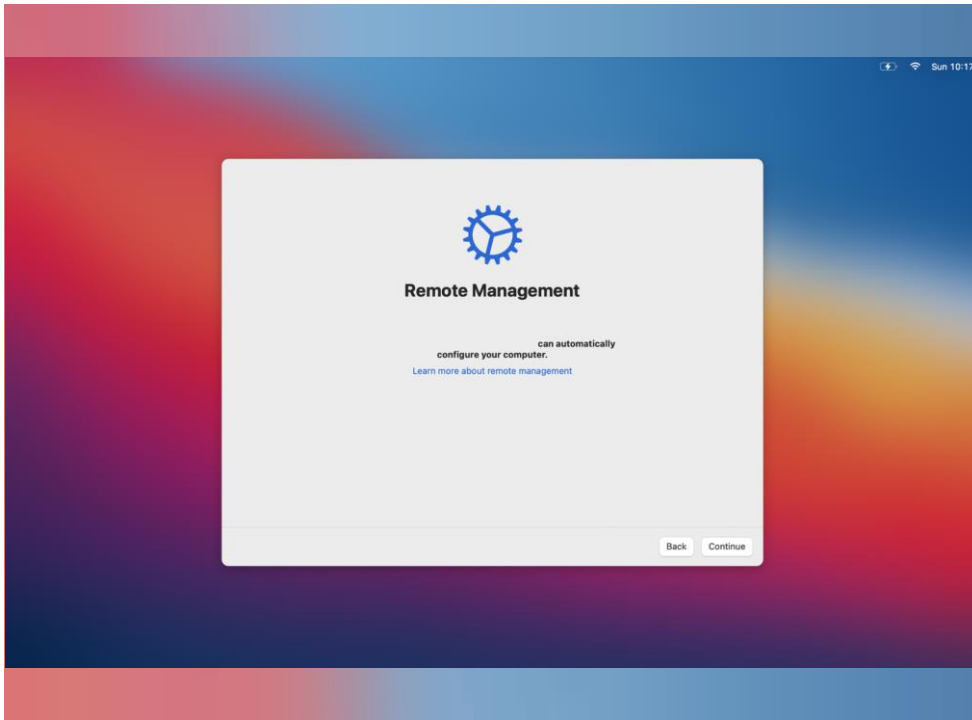 Sun 10:17
Remote Management
can automatically
configure your computer.
Learn more about remote management
Back Continue